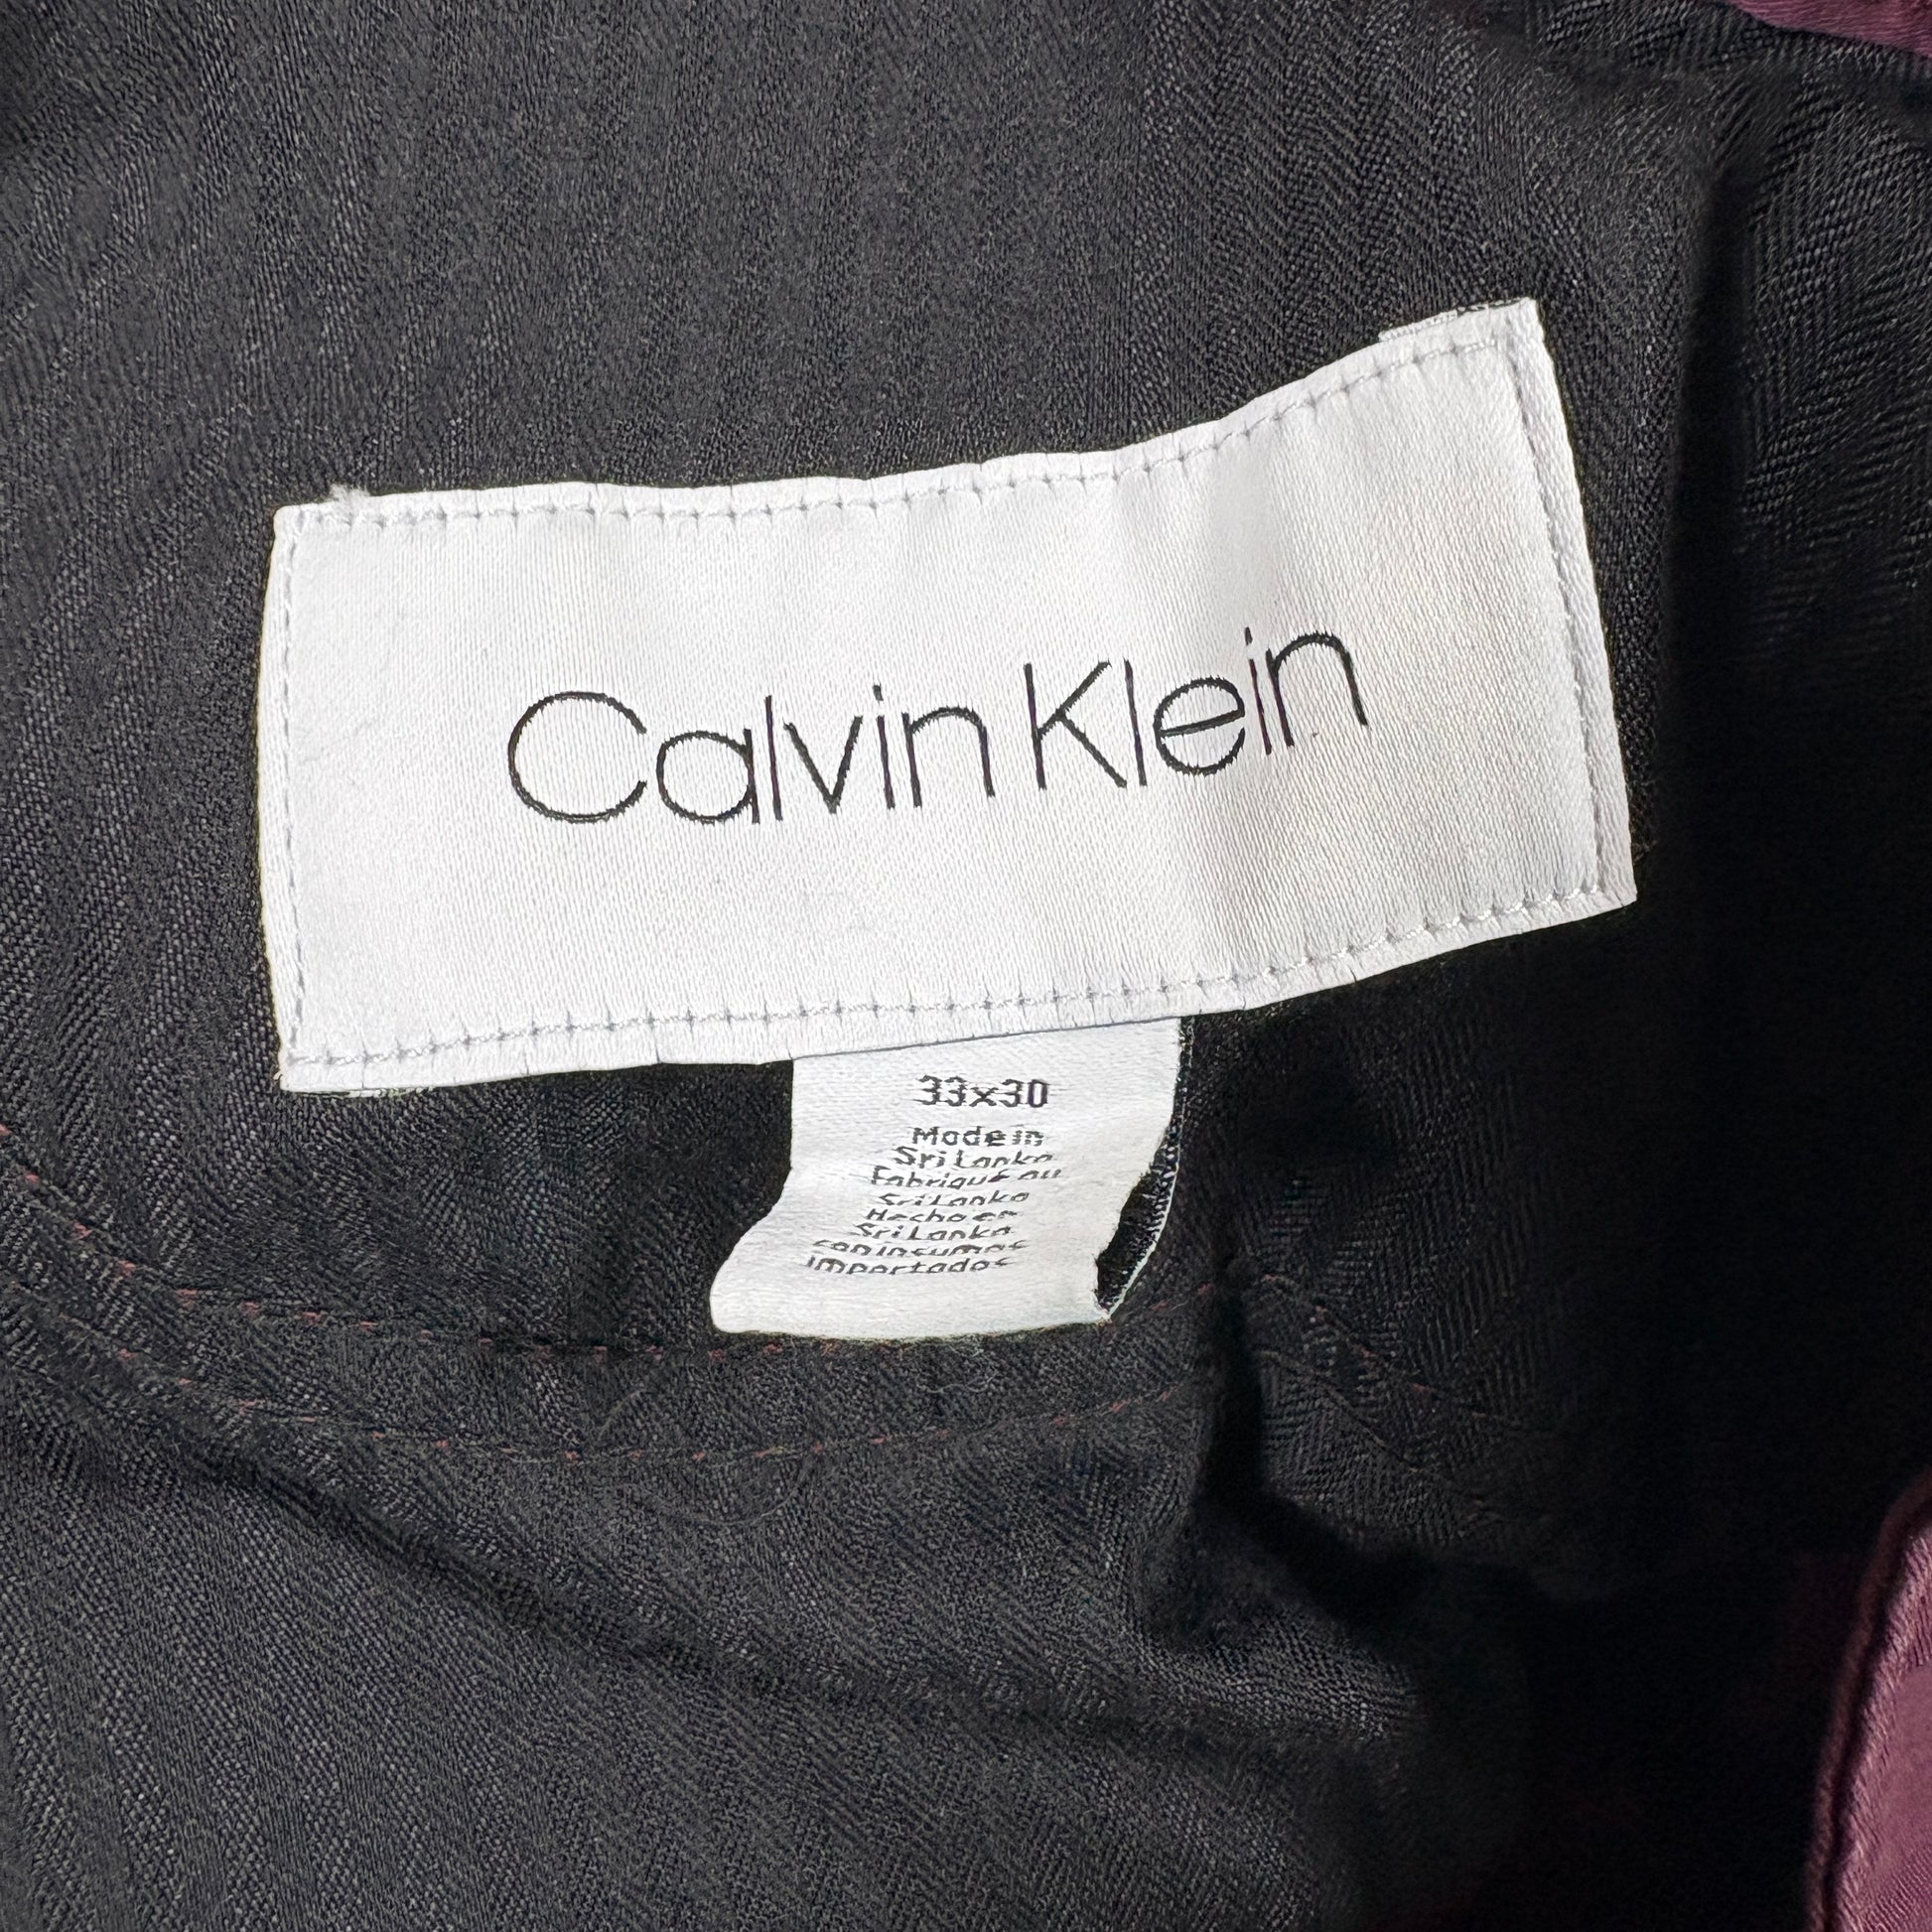 Calvin Klein
33x30
Made in
Sri Lanka
Fabriqué au
Sri Lanka
Hecho en
Sri Lanka
con insumos
importados